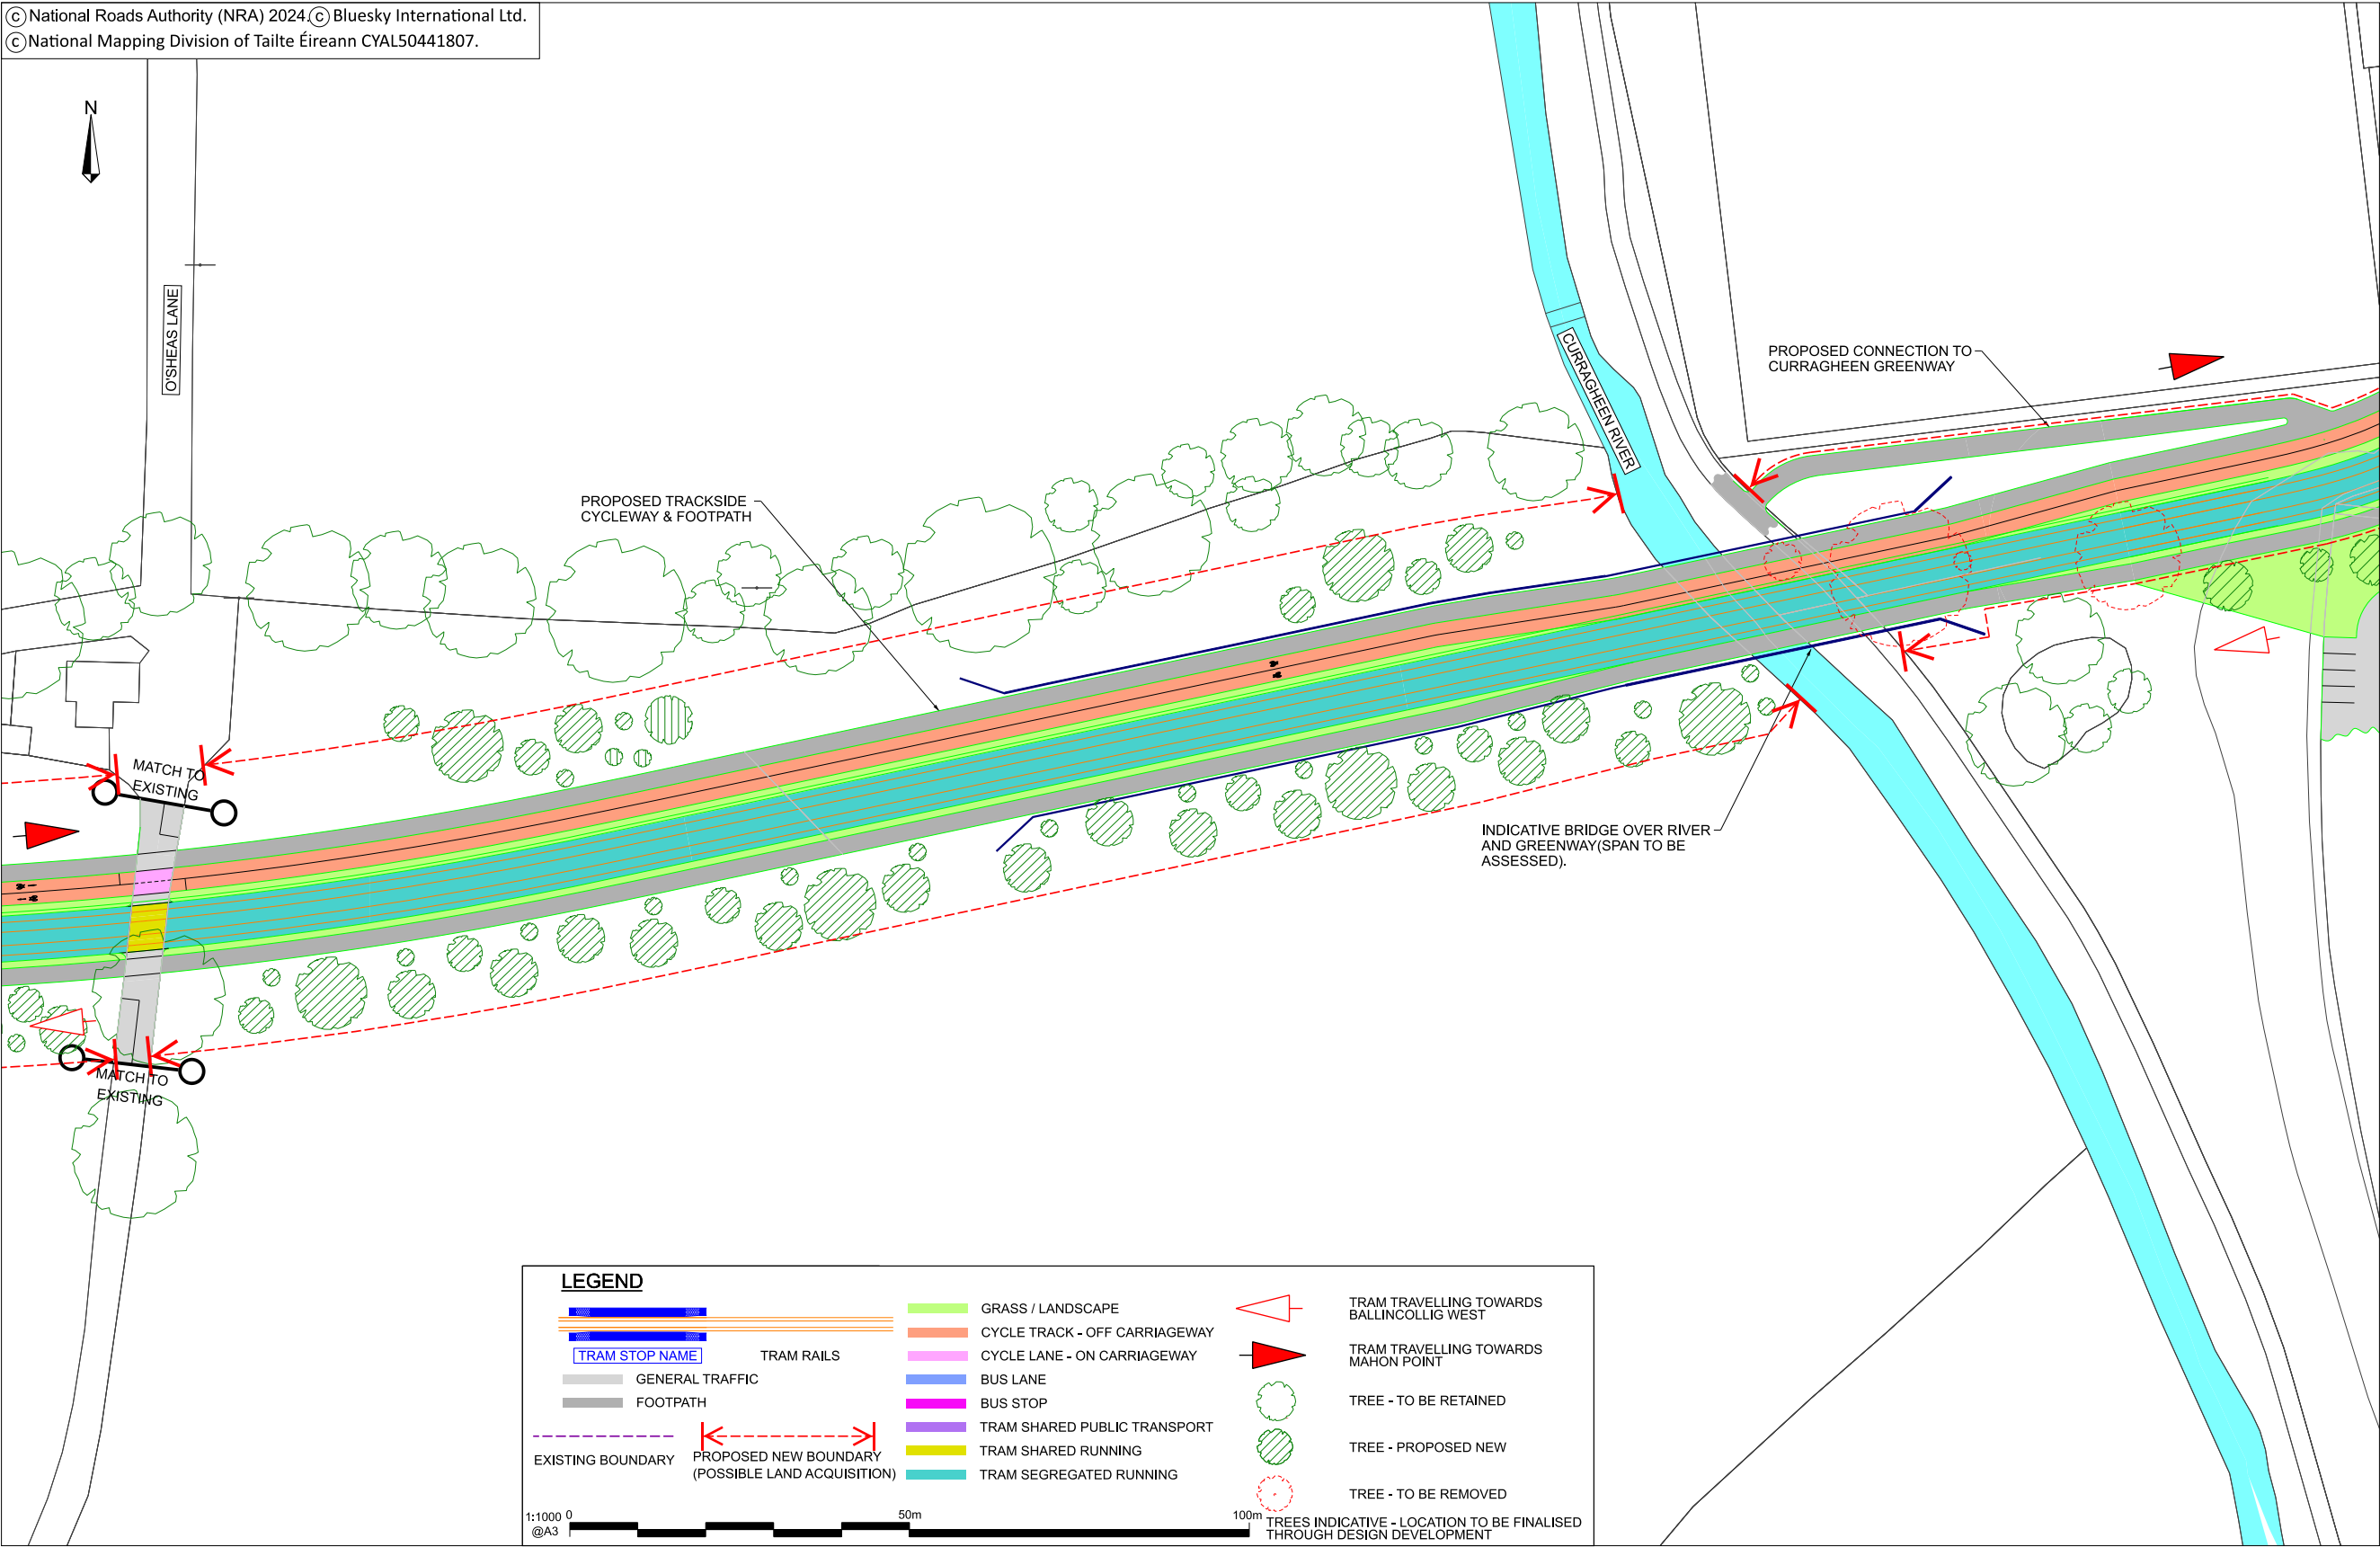 © National Roads Authority (NRA) 2024. © Bluesky International Ltd.
© National Mapping Division of Tailte Éireann CYAL50441807.
N
O'SHEAS LANE
CURRAGHEEN RIVER
PROPOSED CONNECTION TO
CURRAGHEEN GREENWAY
PROPOSED TRACKSIDE
CYCLEWAY & FOOTPATH
MATCH TO
EXISTING
INDICATIVE BRIDGE OVER RIVER
AND GREENWAY(SPAN TO BE
ASSESSED).
MATCH TO
EXISTING
LEGEND
TRAM STOP NAME
TRAM RAILS
GENERAL TRAFFIC
FOOTPATH
EXISTING BOUNDARY
PROPOSED NEW BOUNDARY
(POSSIBLE LAND ACQUISITION)
GRASS / LANDSCAPE
CYCLE TRACK - OFF CARRIAGEWAY
CYCLE LANE - ON CARRIAGEWAY
BUS LANE
BUS STOP
TRAM SHARED PUBLIC TRANSPORT
TRAM SHARED RUNNING
TRAM SEGREGATED RUNNING
TRAM TRAVELLING TOWARDS
BALLINCOLLIG WEST
TRAM TRAVELLING TOWARDS
MAHON POINT
TREE - TO BE RETAINED
TREE - PROPOSED NEW
TREE - TO BE REMOVED
TREES INDICATIVE - LOCATION TO BE FINALISED
THROUGH DESIGN DEVELOPMENT
1:1000
@A3
0
50m
100m